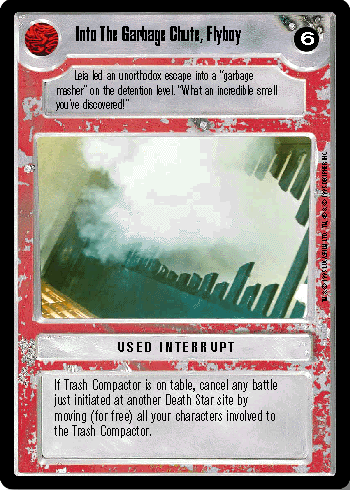 Into The Garbage Chute, Flyboy
6
Leia led an unorthodox escape into a "garbage
masher" on the detention level. "What an incredible smell
you've discovered!"
USED INTERRUPT
If Trash Compactor is on table, cancel any battle
just initiated at another Death Star site by
moving (for free) all your characters involved to
the Trash Compactor.